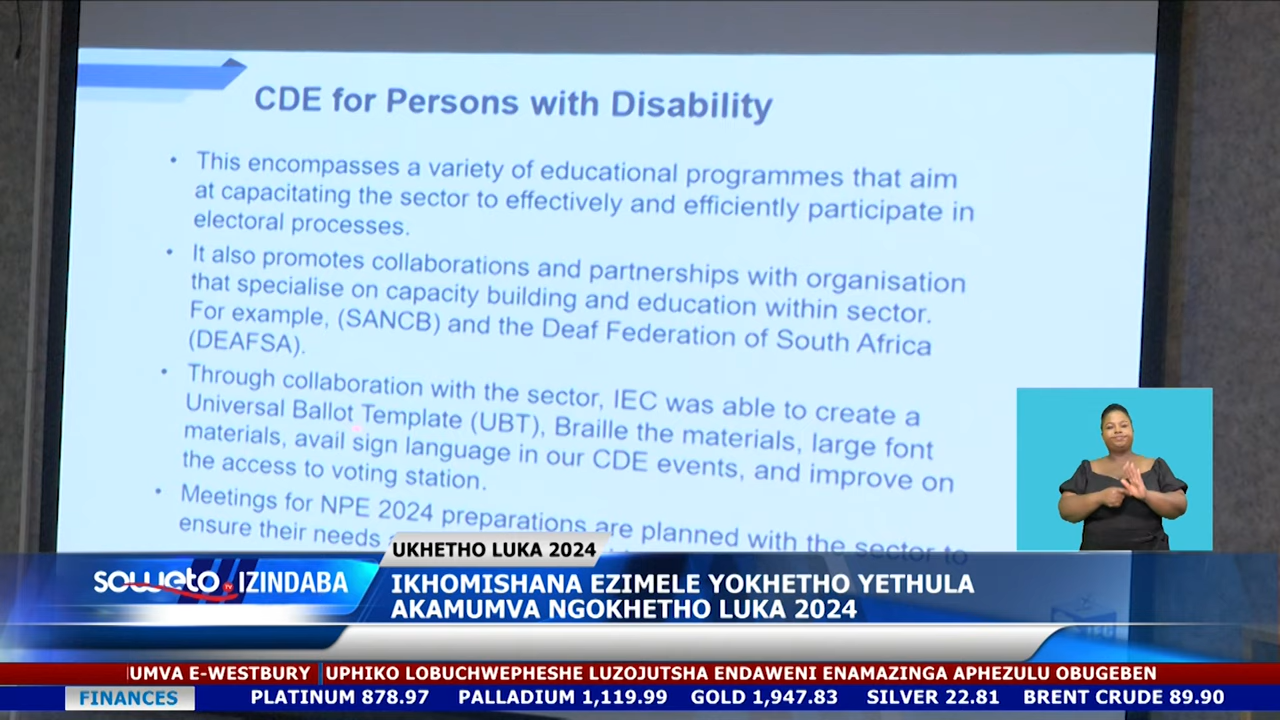 CDE for Persons with Disability
• This encompasses a variety of educational programmes that aim
at capacitating the sector to effectively and efficiently participate in
electoral processes.
• It also promotes collaborations and partnerships with organisation
that specialise on capacity building and education within sector.
For example, (SANCB) and the Deaf Federation of South Africa
(DEAFSA).
• Through collaboration with the sector, IEC was able to create a
Universal Ballot Template (UBT), Braille the materials, large font
materials, avail sign language in our CDE events, and improve on
the access to voting station.
• Meetings for NPE 2024 preparations are planned with the sector to
ensure their needs
UKHETHO LUKA 2024
soweto tv IZINDABA
IKHOMISHANA EZIMELE YOKHETHO YETHULA
AKAMUMVA NGOKHETHO LUKA 2024
UMVA E-WESTBURY UPHIKO LOBUCHWEPHESHE LUZOJUTSHA ENDAWENI ENAMAZINGA APHEZULU OBUGEBEN
FINANCES PLATINUM 878.97 PALLADIUM 1,119.99 GOLD 1,947.83 SILVER 22.81 BRENT CRUDE 89.90